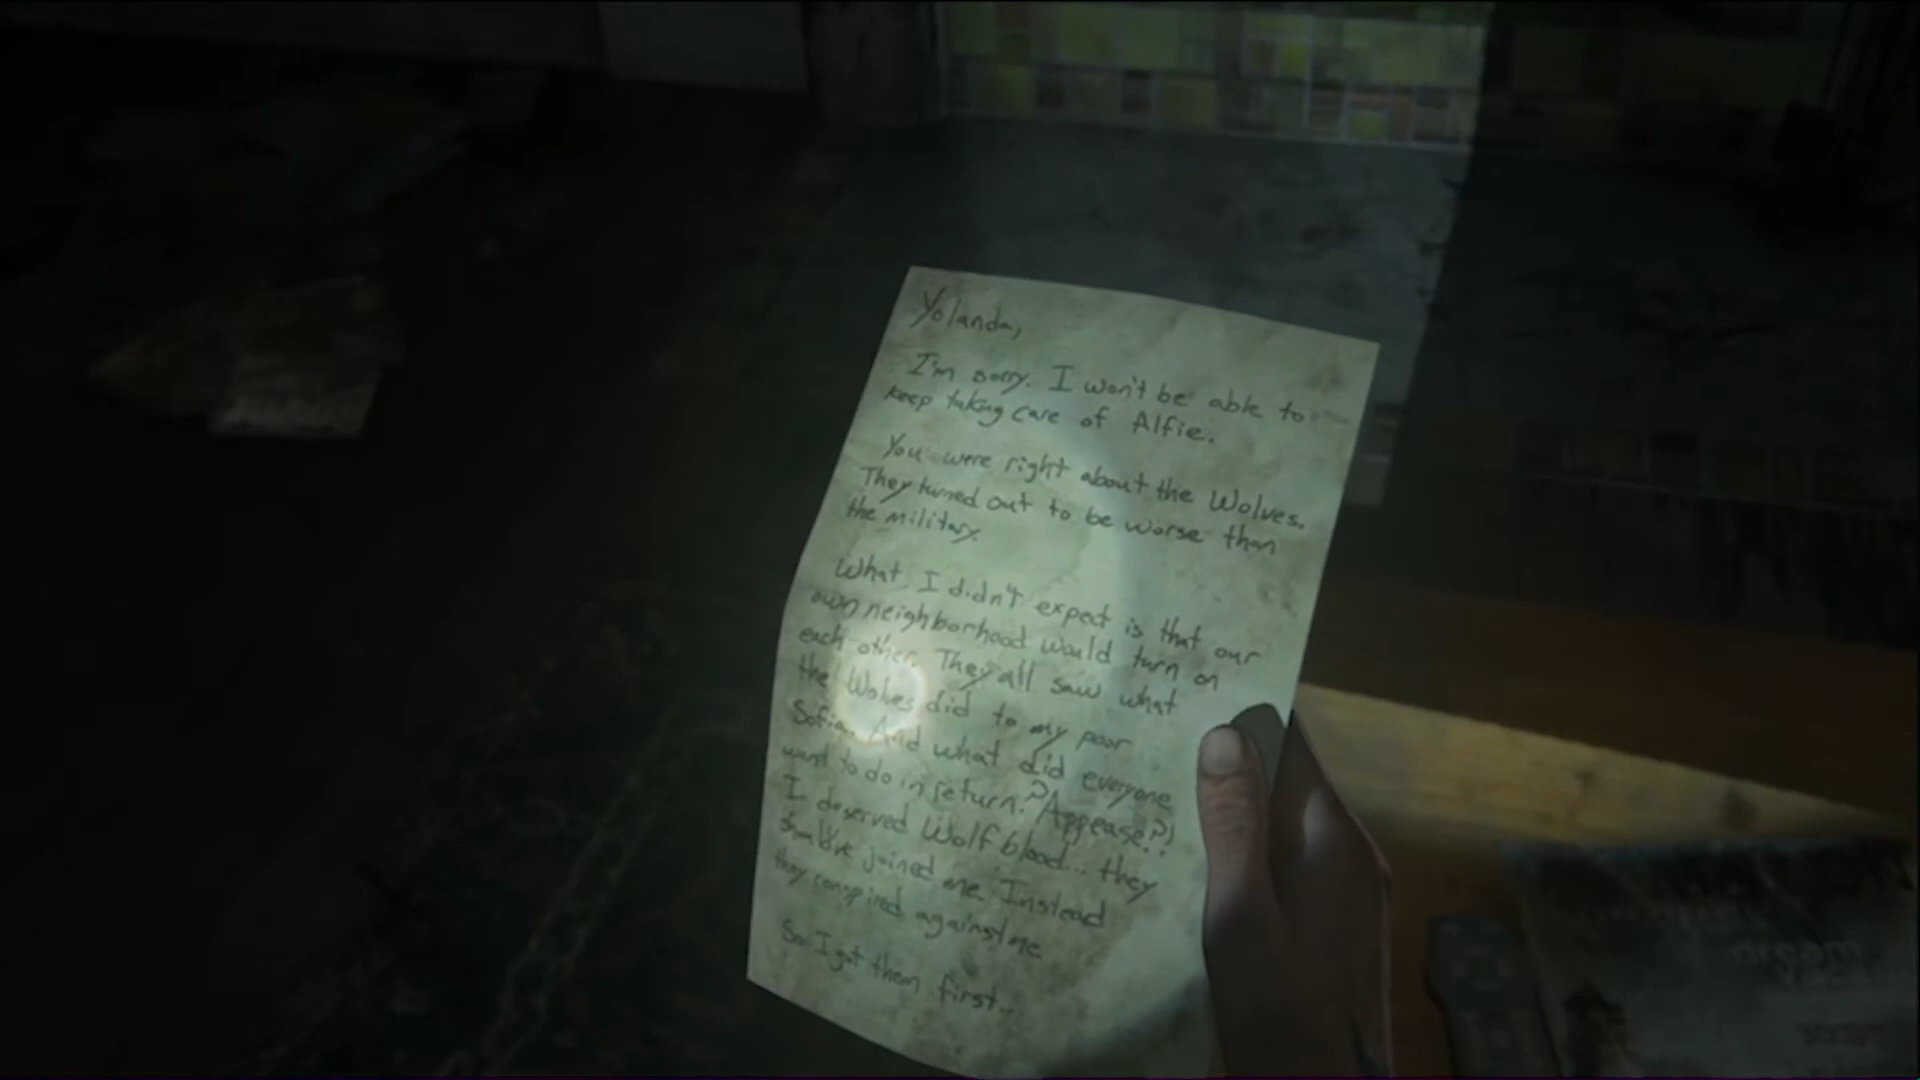 Yolanda,
I'm sorry. I won't be able to
keep taking care of Alfie.
You were right about the Wolves.
They turned out to be worse than
the military.
What I didn't expect is that our
own neighborhood would turn on
each other. They all saw what
the Wolves did to my poor
Sofia. And what did everyone
want to do in return? Appease?!
I deserved Wolf blood... they
should've joined me. Instead
they conspired against me
So I got them first...